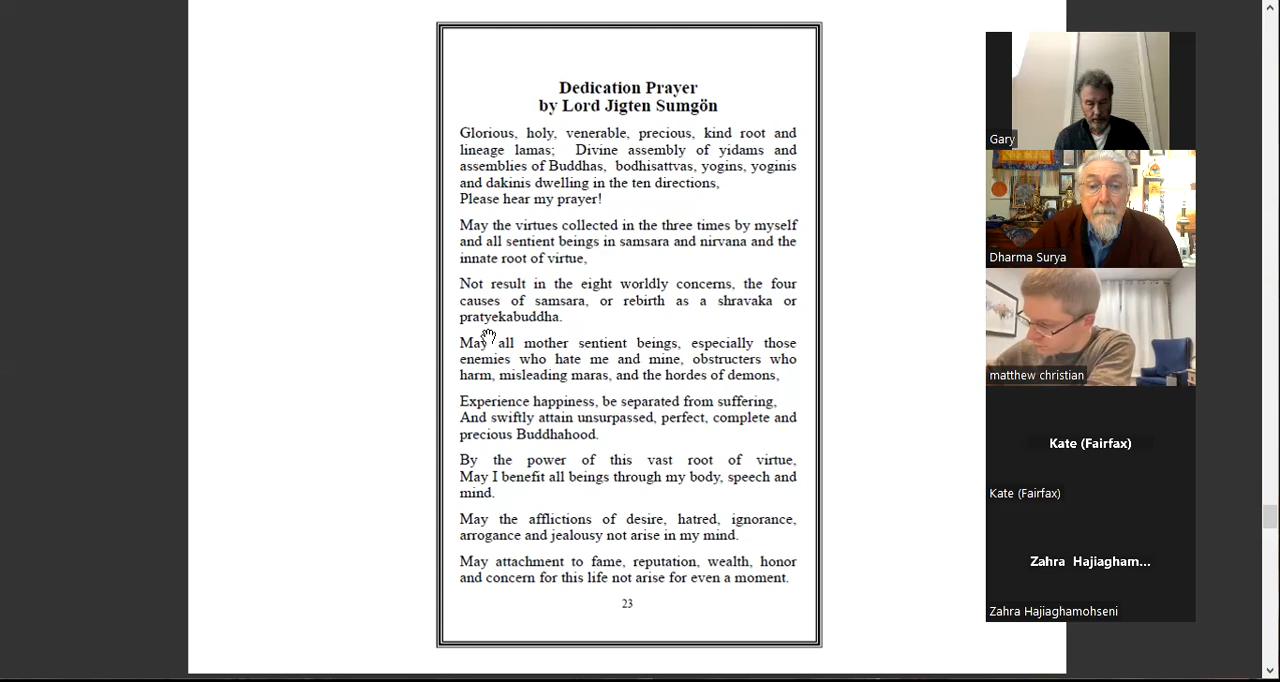 Dedication Prayer
by Lord Jigten Sumgön
Glorious, holy, venerable, precious, kind root and
lineage lamas; Divine assembly of yidams and
assemblies of Buddhas, bodhisattvas, yogins, yoginis
and dakinis dwelling in the ten directions,
Please hear my prayer!
May the virtues collected in the three times by myself
and all sentient beings in samsara and nirvana and the
innate root of virtue,
Not result in the eight worldly concerns, the four
causes of samsara, or rebirth as a shravaka or
pratyekabuddha.
May all mother sentient beings, especially those
enemies who hate me and mine, obstructers who
harm, misleading maras, and the hordes of demons,
Experience happiness, be separated from suffering,
And swiftly attain unsurpassed, perfect, complete and
precious Buddhahood.
By the power of this vast root of virtue,
May I benefit all beings through my body, speech and
mind.
May the afflictions of desire, hatred, ignorance,
arrogance and jealousy not arise in my mind.
May attachment to fame, reputation, wealth, honor
and concern for this life not arise for even a moment.
23
Gary
Dharma Surya
matthew christian
Kate (Fairfax)
Kate (Fairfax)
Zahra Hajiagham...
Zahra Hajiaghamohseni